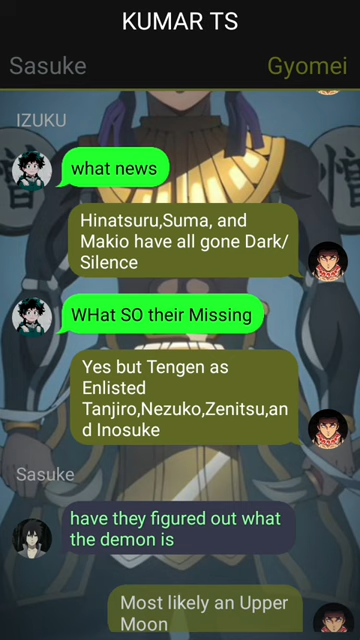 KUMAR TS
Sasuke
Gyomei
IZUKU
what news
Hinatsuru,Suma, and
Makio have all gone Dark/
Silence
WHat SO their Missing
Yes but Tengen as
Enlisted
Tanjiro,Nezuko,Zenitsu,an
d Inosuke
Sasuke
have they figured out what
the demon is
Most likely an Upper
Moon